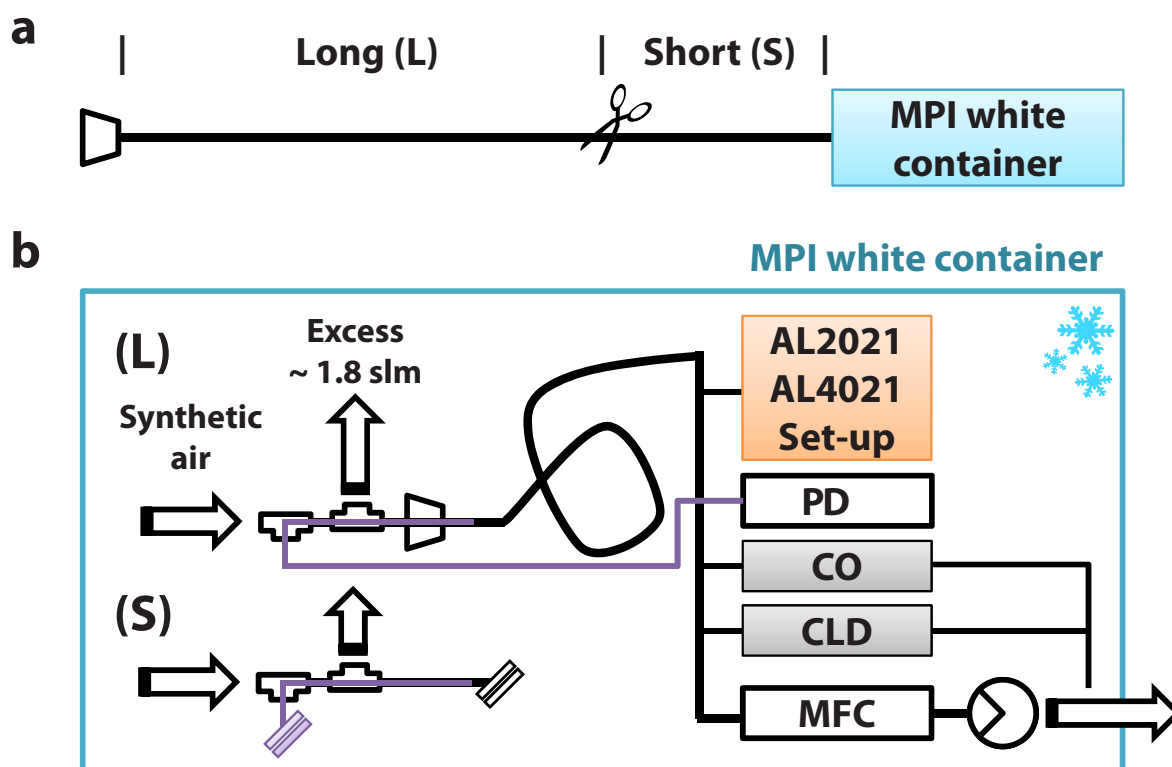 a
| Long (L) | Short (S) |
MPI white
container
b
MPI white container
(L)
Excess
~ 1.8 slm
Synthetic
air
AL2021
AL4021
Set-up
PD
CO
(S)
CLD
MFC